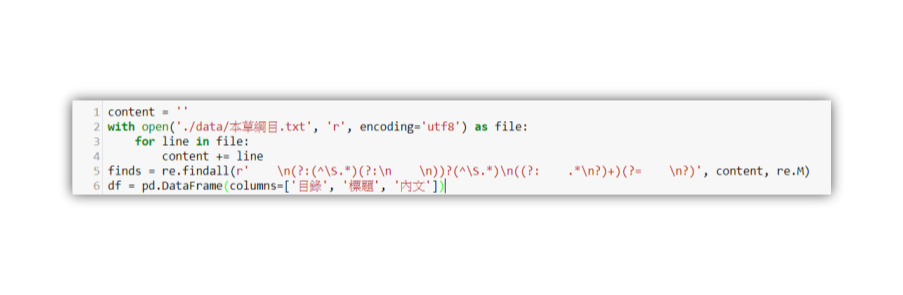 1 content = ''
2 with open('./data/本草綱目.txt', 'r', encoding='utf8') as file:
3     for line in file:
4         content += line
5 finds = re.findall(r'    \n(?:(^\S.*)(?:\n    \n))?(^\S.*)\n((?:    .*\n?)+)(?=    \n?)', content, re.M)
6 df = pd.DataFrame(columns=['目錄', '標題', '內文'])